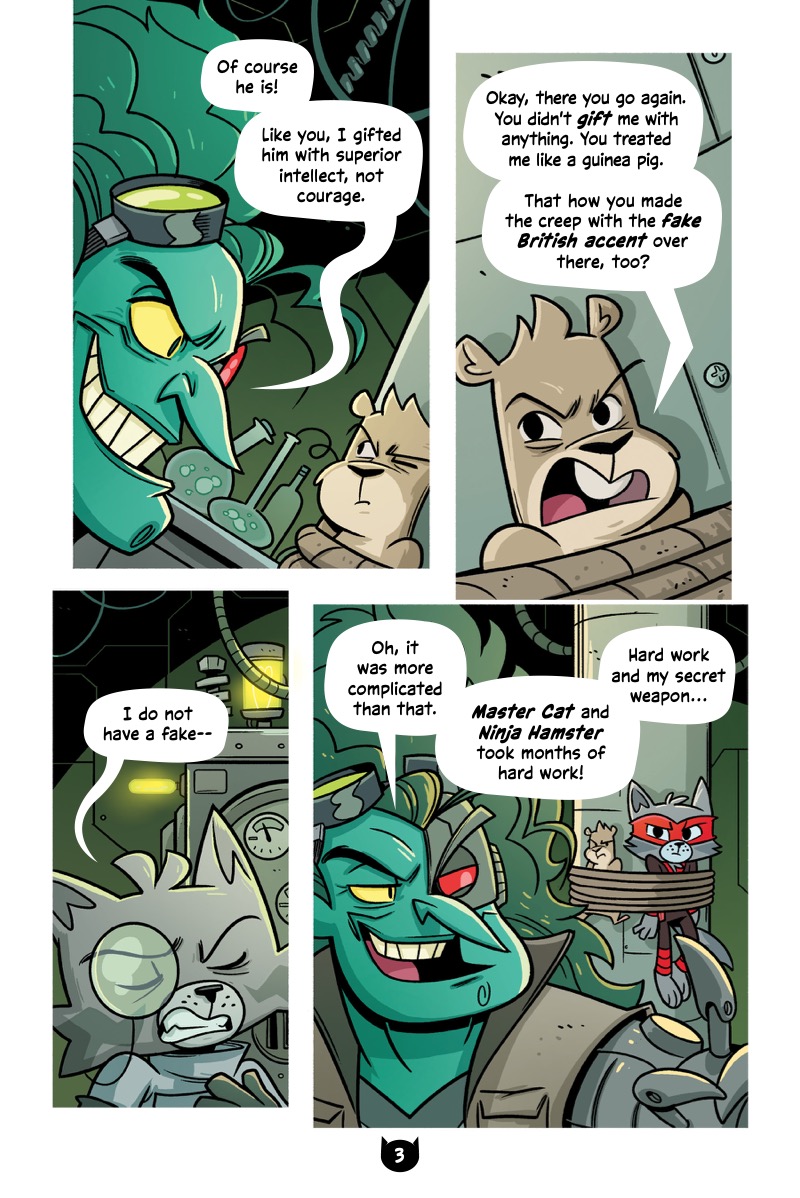 Of course
he is!
Like you, I gifted
him with superior
intellect, not
courage.
Okay, there you go again.
You didn't gift me with
anything. You treated
me like a guinea pig.
That how you made
the creep with the fake
British accent over
there, too?
I do not
have a fake--
Oh, it
was more
complicated
than that.
Master Cat and
Ninja Hamster
took months of
hard work!
Hard work
and my secret
weapon...
3